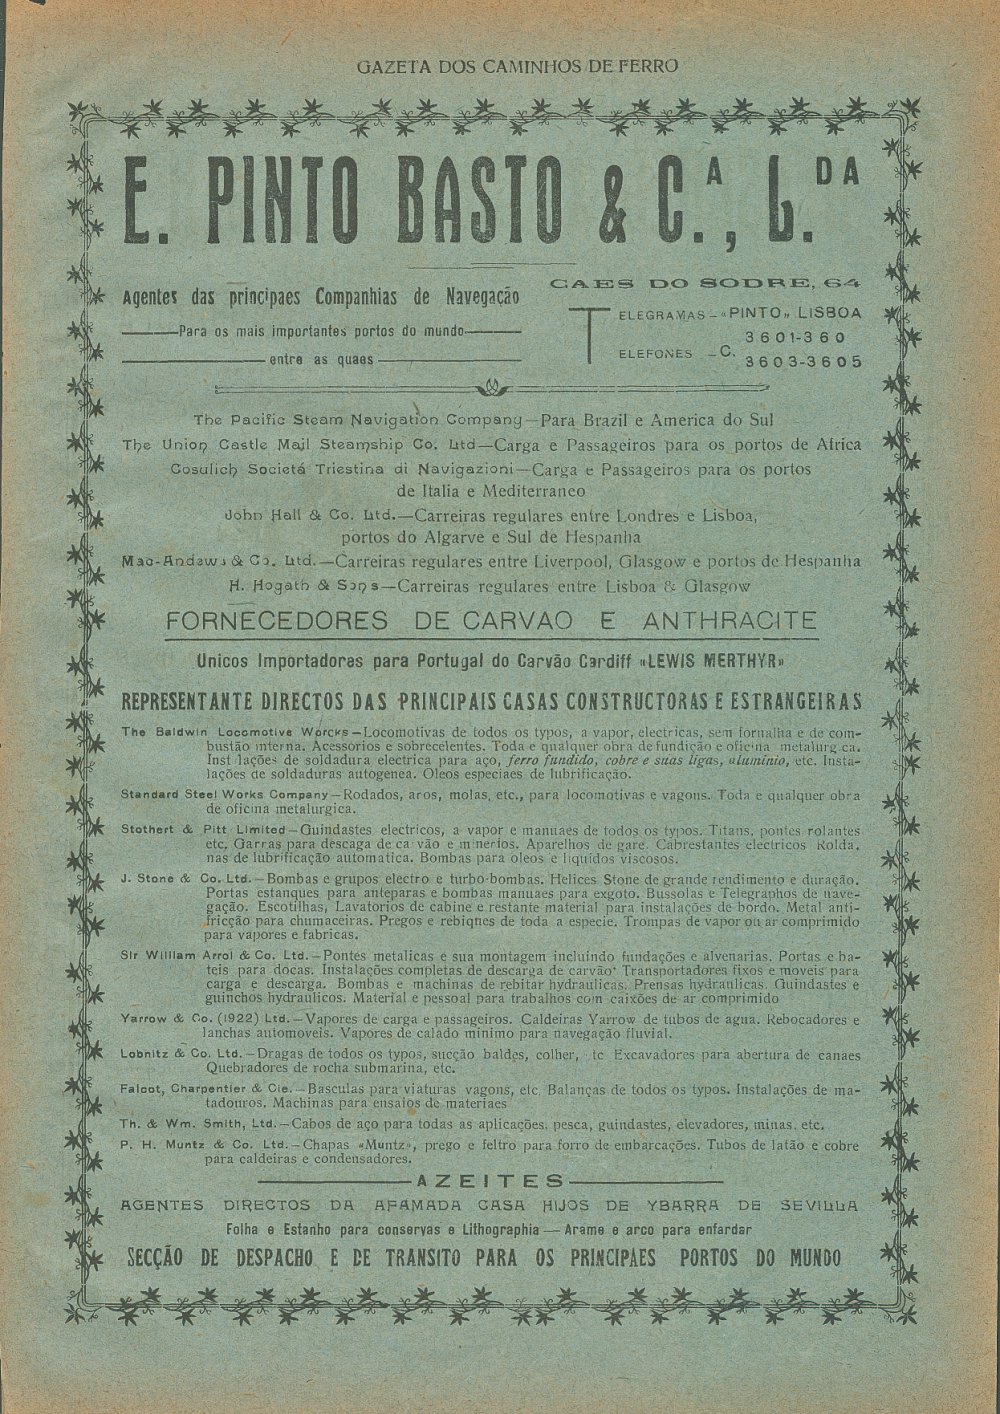 GAZETA DOS CAMINHOS DE FERRO
E. PINTO BASTO & C.A, L.DA
Agentes das principaes Companhias de Navegação
Para os mais importantes portos do mundo
entre as quaes
CAES DO SODRE, 64
TELEGRAMAS – «PINTO» LISBOA
TELEFONES – C. 3601-360
3603-3605
The Pacific Steam Navigation Company—Para Brazil e America do Sul
The Union Castle Mail Steamship Co. Ltd—Carga e Passageiros para os portos de Africa
Cosulich Societá Triestina di Navigazioni—Carga e Passageiros para os portos
de Italia e Mediterraneo
John Hall & Co. Ltd.—Carreiras regulares entre Londres e Lisboa,
portos do Algarve e Sul de Hespanha
Mac-Andaws & Co. Ltd.—Carreiras regulares entre Liverpool, Glasgow e portos de Hespanha
H. Hogath & Sons—Carreiras regulares entre Lisboa & Glasgow
FORNECEDORES DE CARVAO E ANTHRACITE
Unicos Importadores para Portugal do Carvão Cardiff «LEWIS MERTHYR»
REPRESENTANTE DIRECTOS DAS PRINCIPAIS CASAS CONSTRUCTORAS E ESTRANGEIRAS
The Baldwin Locomotive Worcks—Locomotivas de todos os typos, a vapor, electricas, sem fornalha e de com-
bustão interna. Acessorios e sobrecelentes. Toda e qualquer obra de fundição e oficina metalurg ca.
Inst lações de soldadura electrica para aço, ferro fundido, cobre e suas ligas, aluminio, etc. Insta-
lações de soldaduras autogenea. Oleos especiaes de lubrificação.
Standard Steel Works Company—Rodados, aros, molas, etc., para locomotivas e vagons. Toda e qualquer obra
de oficina metalurgica.
Stothert & Pitt Limited—Guindastes electricos, a vapor e manuaes de todos os typos. Titans, pontes rolantes
etc. Garras para descaga de ca vão e minerios. Aparelhos de gare. Cabrestantes electricos Rolda,
nas de lubrificação automatica. Bombas para oleos e liquidos viscosos.
J. Stone & Co. Ltd.—Bombas e grupos electro e turbo-bombas. Helices Stone de grande rendimento e duração.
Portas estanques para anteparas e bombas manuaes para exgoto. Bussolas e Telegraphos de nave-
gação. Escotilhas, Lavatorios de cabine e restante material para instalações de bordo. Metal anti-
fricção para chumaceiras. Pregos e rebiqnes de toda a especie. Trompas de vapor ou ar comprimido
para vapores e fabricas.
Sir William Arrol & Co. Ltd.—Pontes metalicas e sua montagem incluindo fundações e alvenarias. Portas e ba-
teis para docas. Instalações completas de descarga de carvão' Transportadores fixos e moveis para
carga e descarga. Bombas e machinas de rebitar hydraulicas. Prensas hydraulicas. Guindastes e
guinchos hydraulicos. Material e pessoal para trabalhos com caixões de ar comprimido
Yarrow & Co. (1922) Ltd.—Vapores de carga e passageiros. Caldeiras Yarrow de tubos de agua. Rebocadores e
lanchas automoveis. Vapores de calado minimo para navegação fluvial.
Lobnitz & Co. Ltd.—Dragas de todos os typos, sucção baldes, colher, tc Excavadores para abertura de canaes
Quebradores de rocha submarina, etc.
Falcot, Charpentier & Cie.—Basculas para viaturas vagons, etc. Balanças de todos os typos. Instalações de ma-
tadouros. Machinas para ensaios de materiaes
Th. & Wm. Smith, Ltd.—Cabos de aço para todas as aplicações, pesca, guindastes, elevadores, minas, etc.
P. H. Muntz & Co. Ltd.—Chapas «Muntz», prego e feltro para forro de embarcações. Tubos de latão e cobre
para caldeiras e condensadores.
AZEITES
AGENTES DIRECTOS DA AFAMADA CASA HIJOS DE YBARRA DE SEVILLA
Folha e Estanho para conservas e Lithographia — Arame e arco para enfardar
SECÇÃO DE DESPACHO E DE TRANSITO PARA OS PRINCIPAES PORTOS DO MUNDO